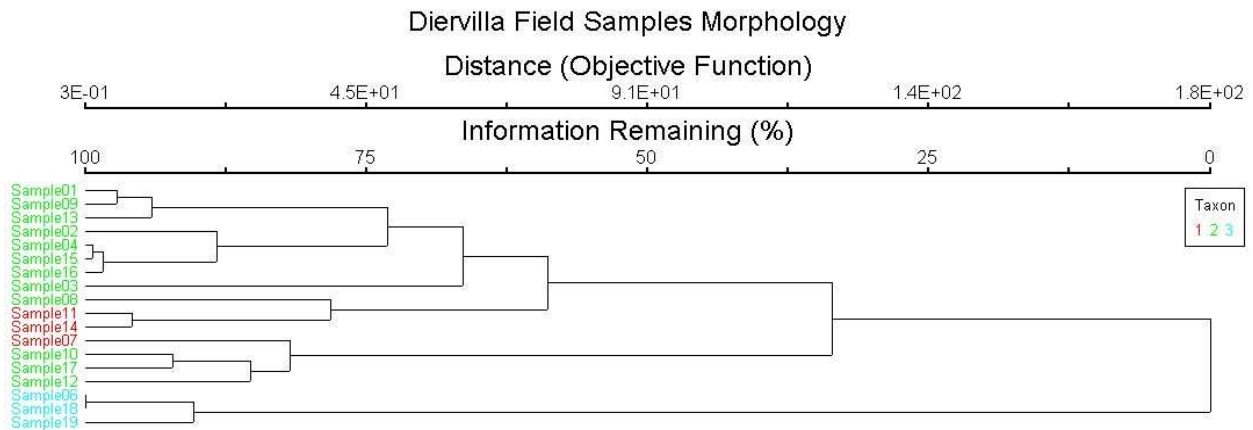 Diervilla Field Samples Morphology
Distance (Objective Function)
3E-01 4.5E+01 9.1E+01 1.4E+02 1.8E+02
Information Remaining (%)
100 75 50 25 0
Sample01
Sample09
Sample13
Sample02
Sample04
Sample15
Sample16
Sample03
Sample08
Sample11
Sample14
Sample07
Sample10
Sample17
Sample12
Sample06
Sample18
Sample19
Taxon
1 2 3